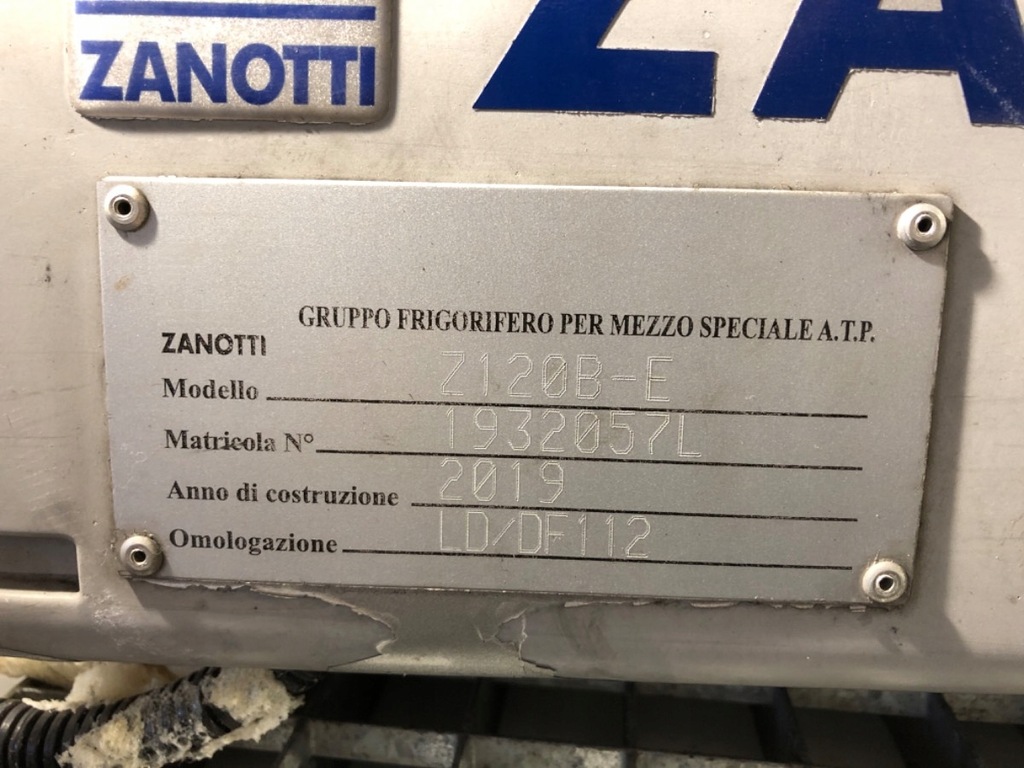 ZANOTTI
ZA
GRUPPO FRIGORIFERO PER MEZZO SPECIALE A.T.P.
ZANOTTI
Modello Z120B-E
Matricola N° 1932057L
Anno di costruzione 2019
Omologazione LD/DF112